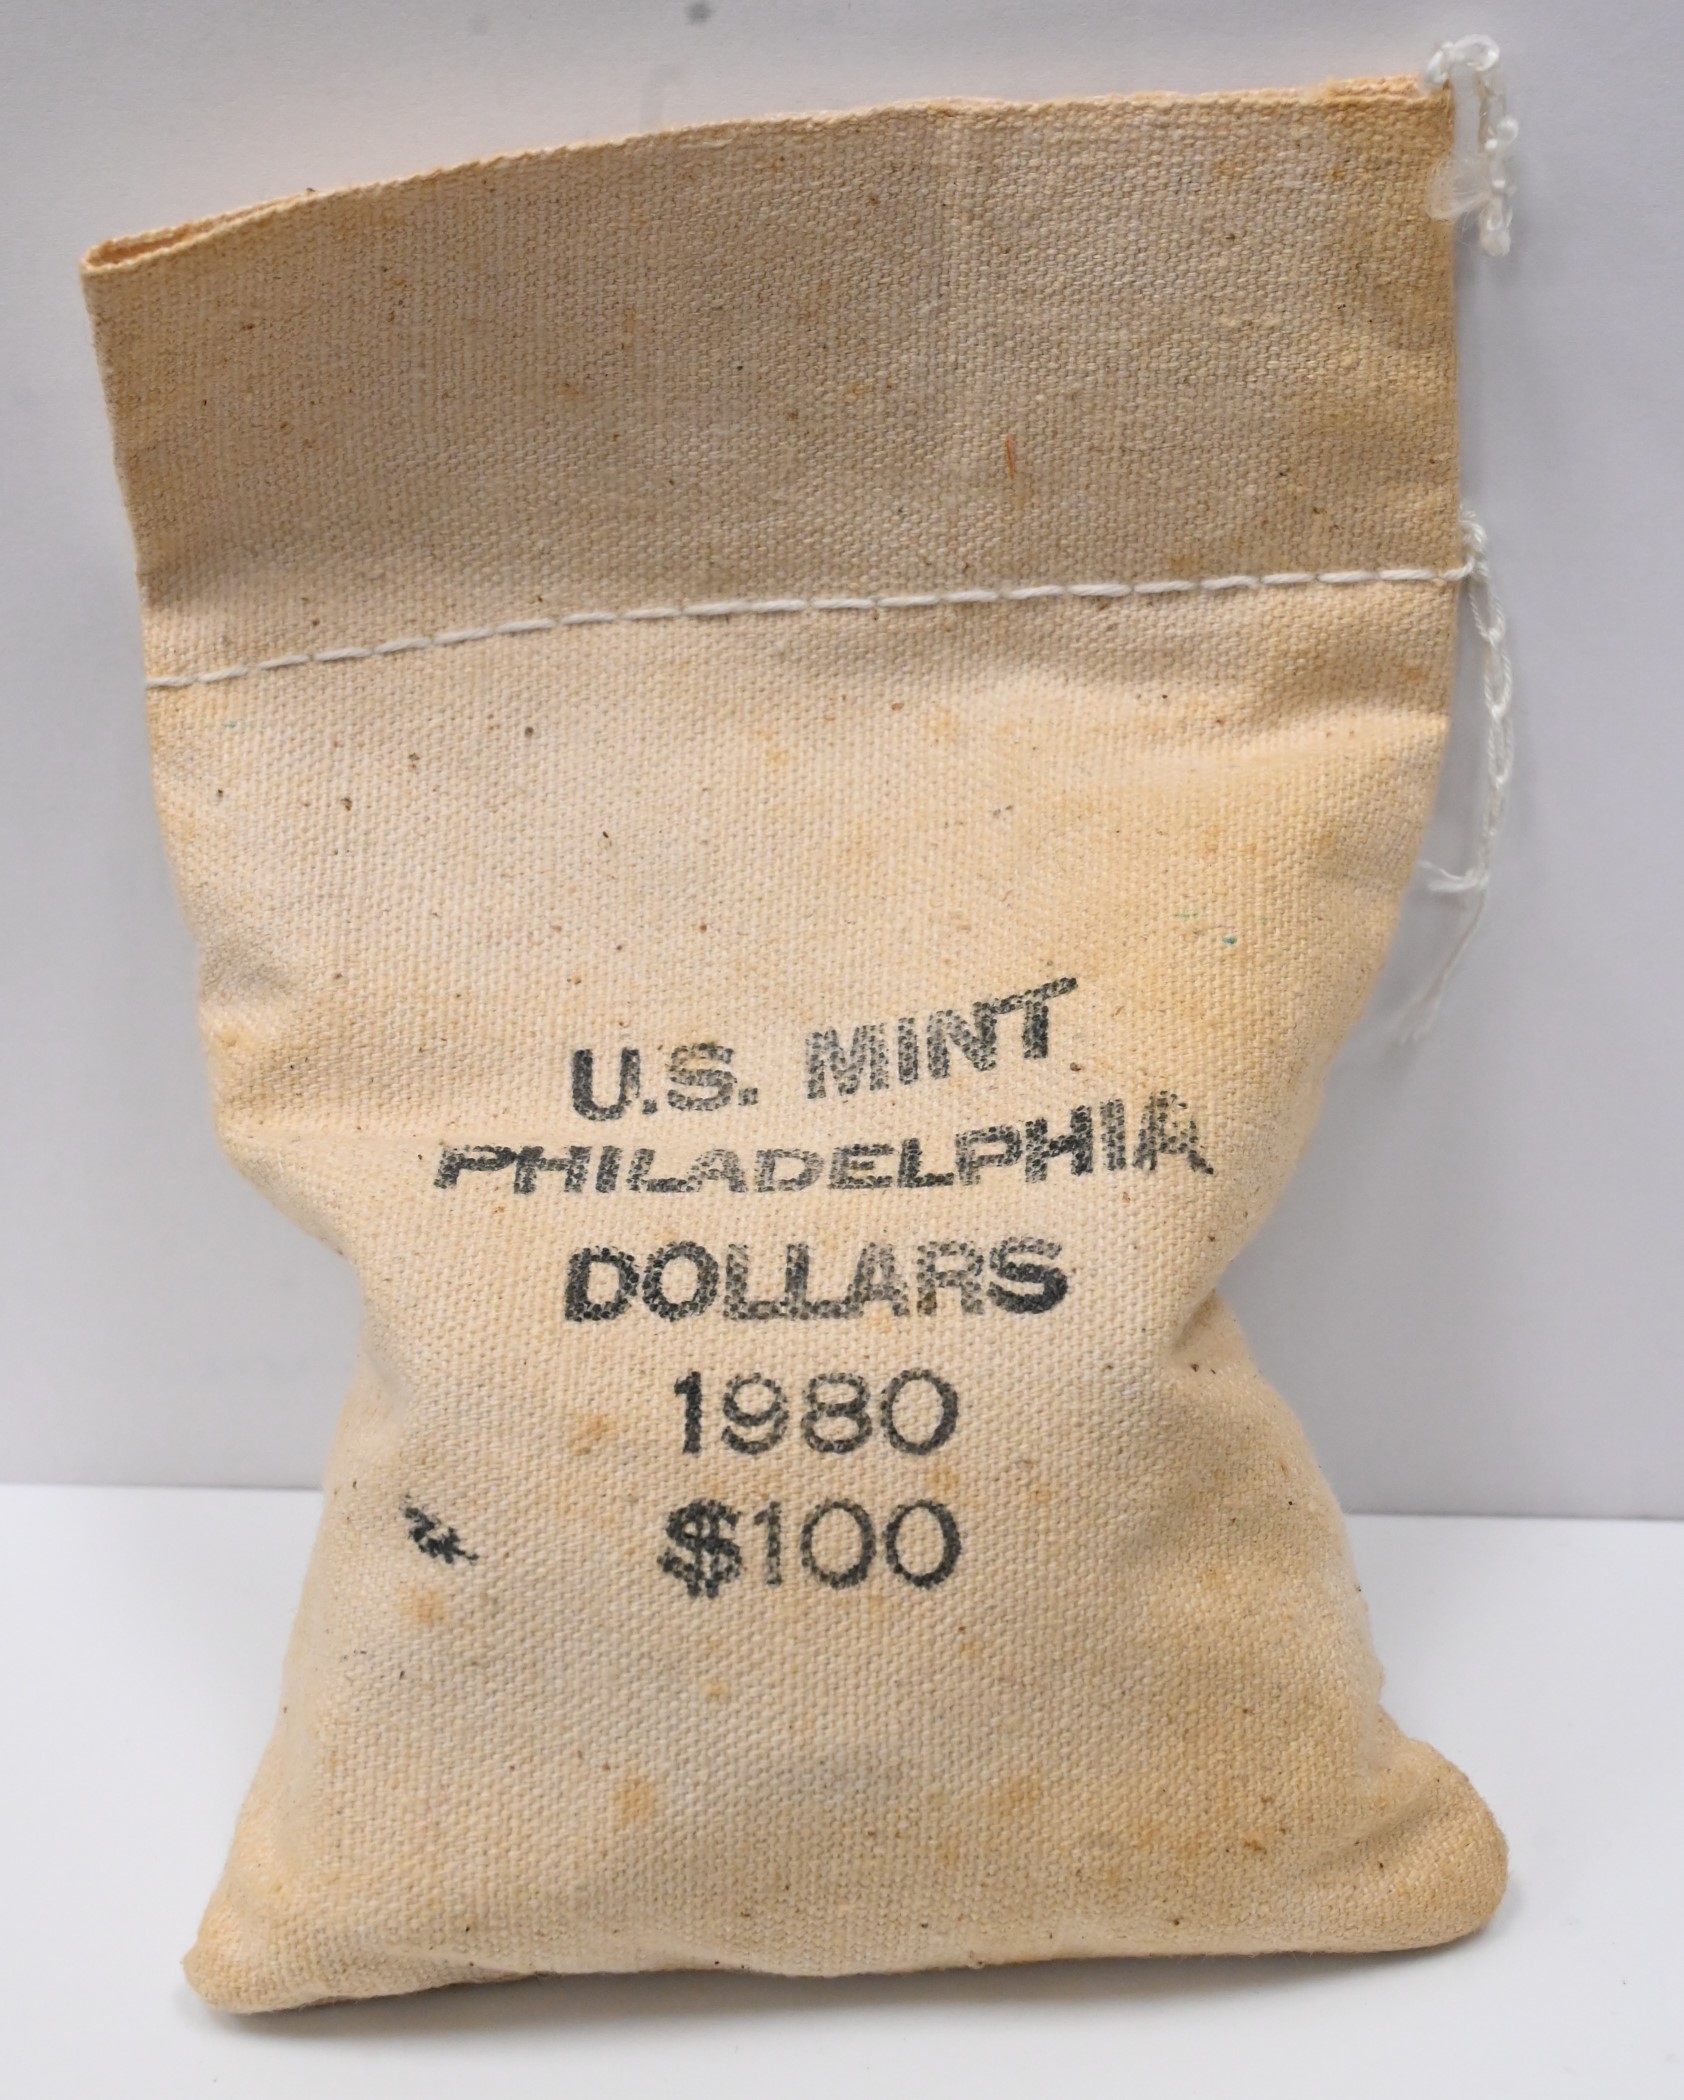 U.S. MINT
PHILADELPHIA
DOLLARS
1980
$100